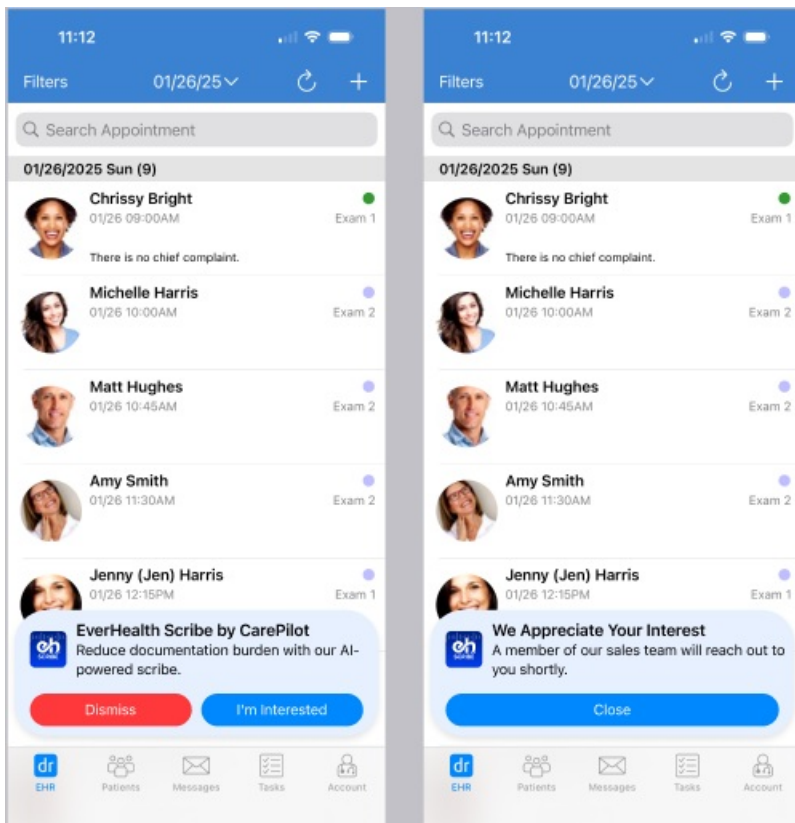 11:12
Filters
01/26/25
Search Appointment
01/26/2025 Sun (9)
Chrissy Bright
01/26 09:00AM
Exam 1
There is no chief complaint.
Michelle Harris
01/26 10:00AM
Exam 2
Matt Hughes
01/26 10:45AM
Exam 2
Amy Smith
01/26 11:30AM
Exam 2
Jenny (Jen) Harris
01/26 12:15PM
Exam 1
eh
SCRIBE
EverHealth Scribe by CarePilot
Reduce documentation burden with our AI-
powered scribe.
Dismiss
I'm Interested
dr
EHR
Patients
Messages
Tasks
Account
11:12
Filters
01/26/25
Search Appointment
01/26/2025 Sun (9)
Chrissy Bright
01/26 09:00AM
Exam 1
There is no chief complaint.
Michelle Harris
01/26 10:00AM
Exam 2
Matt Hughes
01/26 10:45AM
Exam 2
Amy Smith
01/26 11:30AM
Exam 2
Jenny (Jen) Harris
01/26 12:15PM
Exam 1
eh
SCRIBE
We Appreciate Your Interest
A member of our sales team will reach out to
you shortly.
Close
dr
EHR
Patients
Messages
Tasks
Account